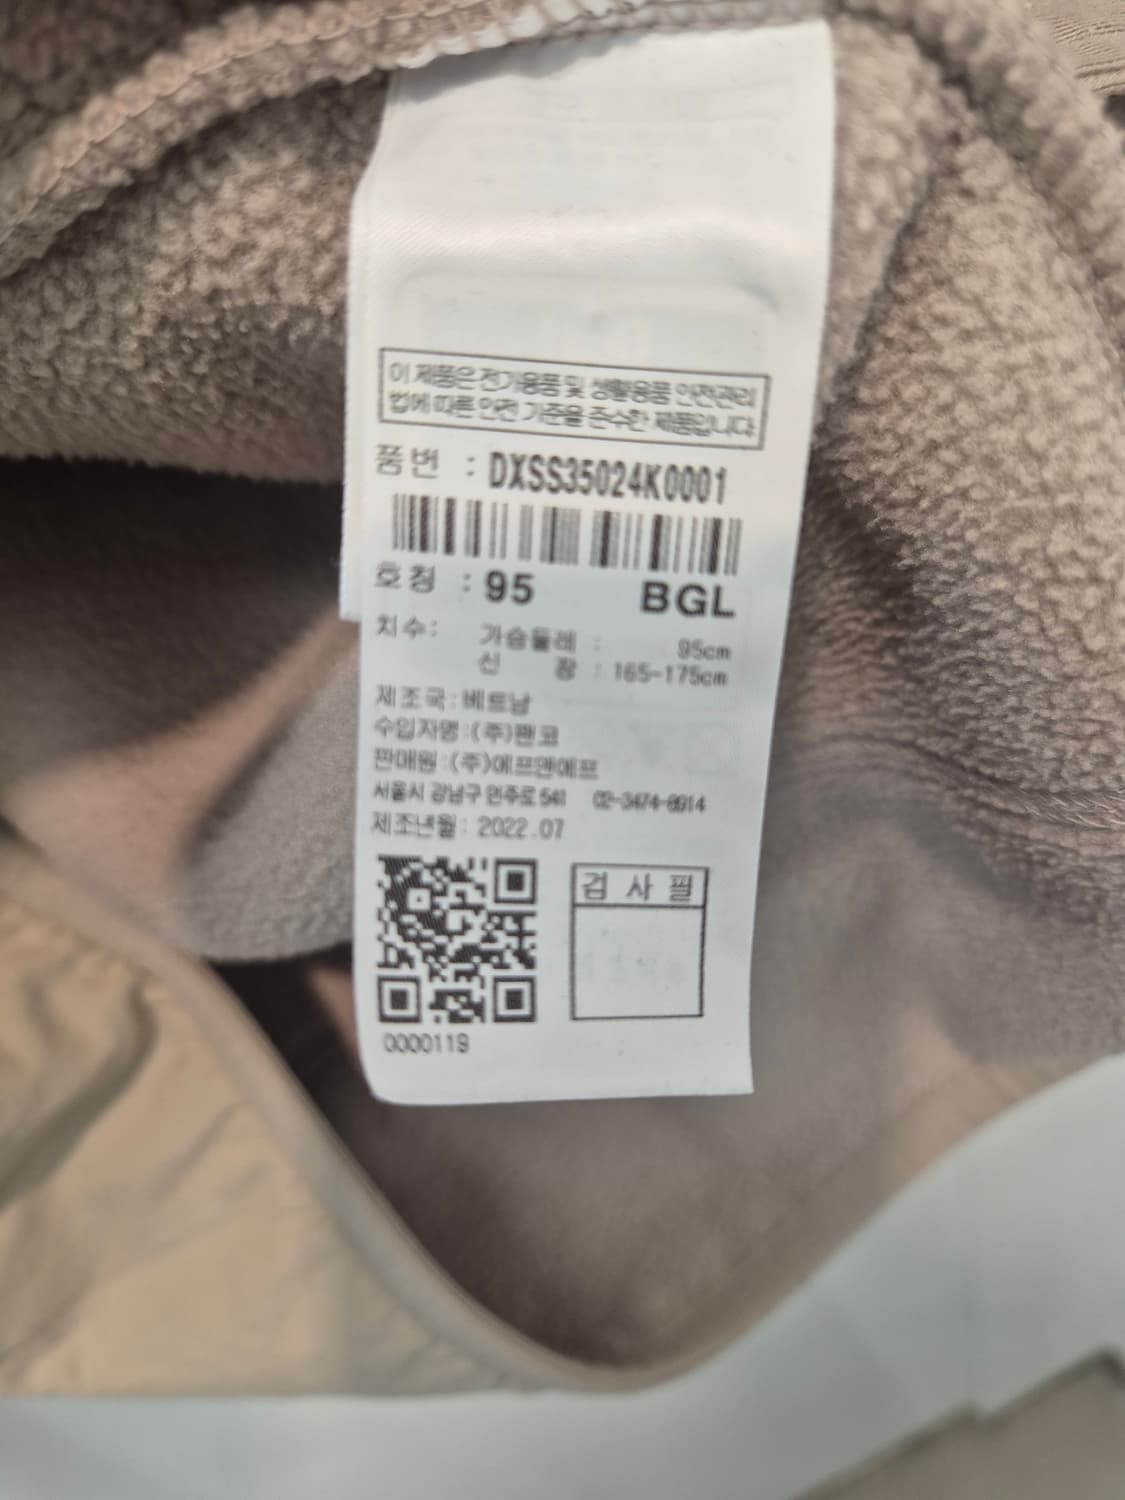 이 제품은 전기용품 및 생활용품 안전관리
법에 따른 안전 기준을 준수한 제품입니다.
품번 : DXSS35024K0001
호칭 : 95 BGL
치수: 가슴둘레 : 95cm
신 장 : 165-175cm
제조국 : 베트남
수입자명 : (주)팬코
판매원 : (주)에프앤에프
서울시 강남구 언주로 541 02-3474-8914
제조년월 : 2022.07
검 사 필
0000119